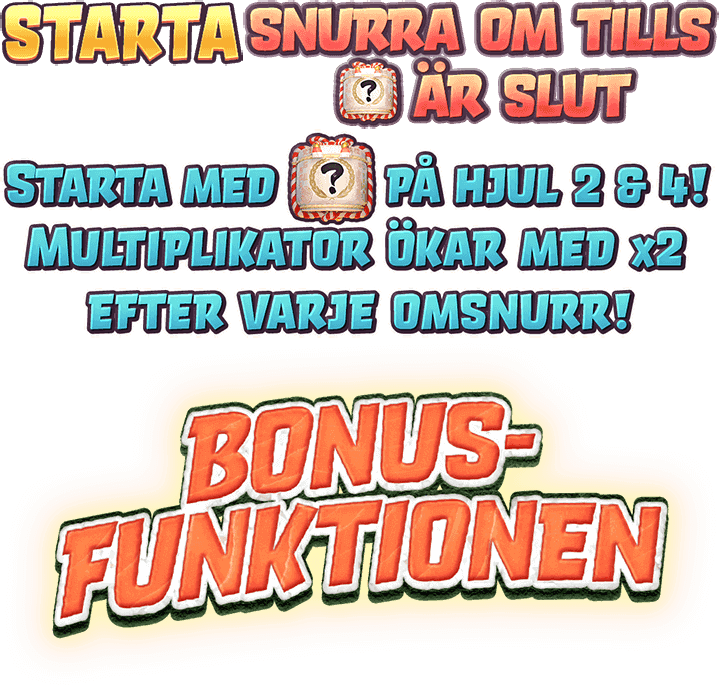 STARTA SNURRA OM TILLS
? ÄR SLUT
STARTA MED ? PÅ HJUL 2 & 4!
MULTIPLIKATOR ÖKAR MED X2
EFTER VARJE OMSNURR!
BONUS-
FUNKTIONEN